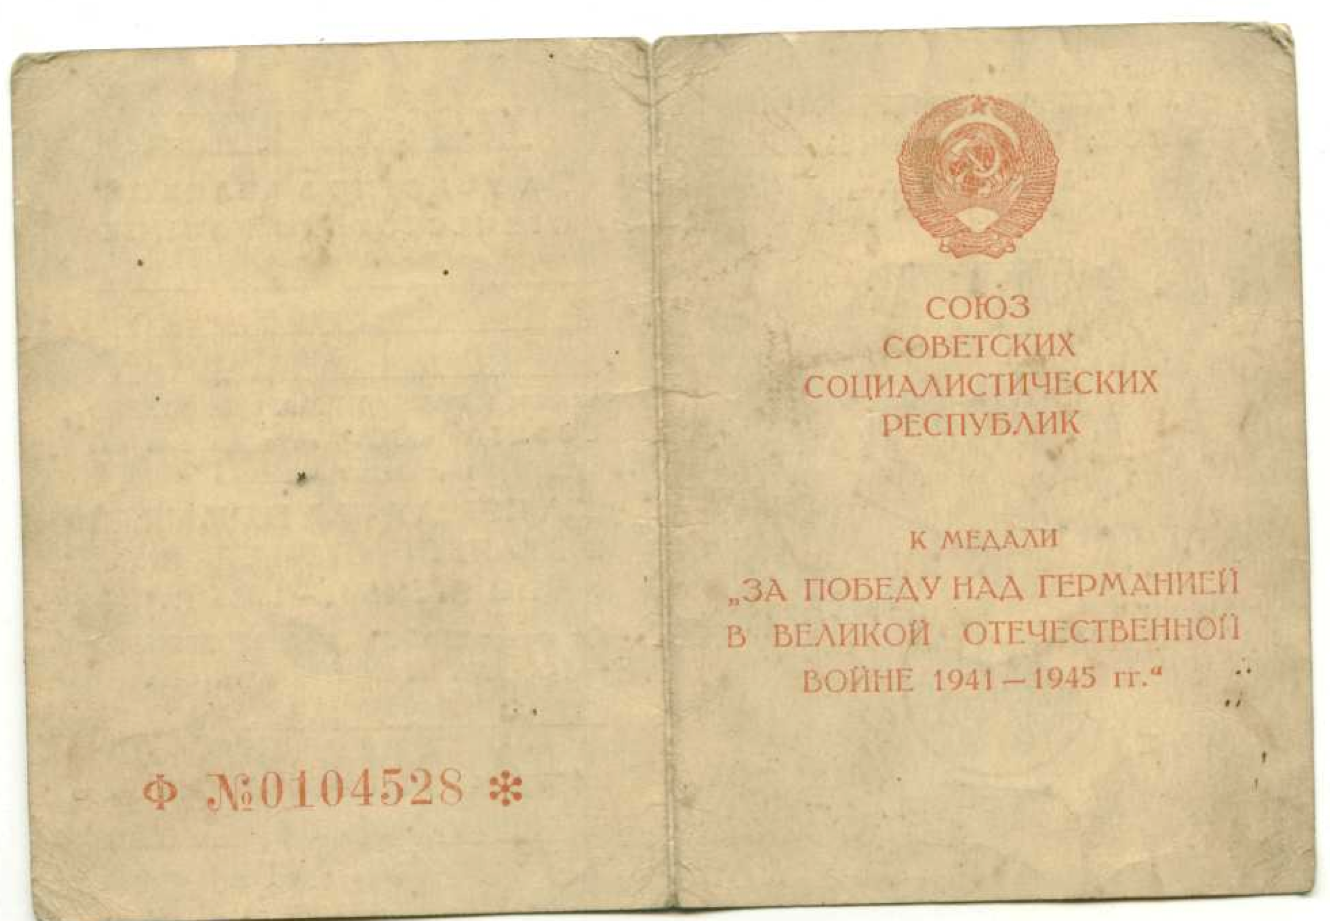 Ф №0104528 *
СОЮЗ
СОВЕТСКИХ
СОЦИАЛИСТИЧЕСКИХ
РЕСПУБЛИК
К МЕДАЛИ
„ЗА ПОБЕДУ НАД ГЕРМАНИЕЙ
В ВЕЛИКОЙ ОТЕЧЕСТВЕННОЙ
ВОЙНЕ 1941—1945 гг.“